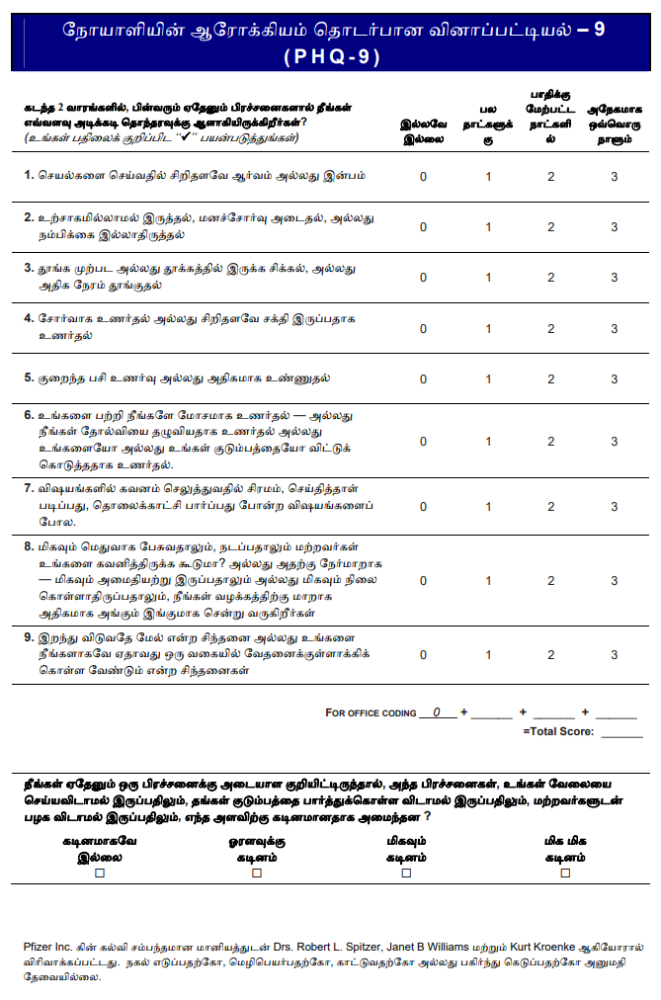 நோயாளியின் ஆரோக்கியம் தொடர்பான வினாப்பட்டியல் – 9
(PHQ-9)
கடந்த 2 வாரங்களில், பின்வரும் ஏதேனும் பிரச்சனைகளால் நீங்கள்
எவ்வளவு அடிக்கடி தொந்தரவுக்கு ஆளாகியிருக்கிறீர்கள்?
(உங்கள் பதிலைக் குறிப்பிட “✓” பயன்படுத்துங்கள்)
இல்லவே
இல்லை
பல
நாட்களுக்
கு
பாதிக்கு
மேற்பட்ட
நாட்களி
ல்
அநேகமாக
ஒவ்வொரு
நாளும்
1. செயல்களை செய்வதில் சிறிதளவே ஆர்வம் அல்லது இன்பம்
0 1 2 3
2. உற்சாகமில்லாமல் இருத்தல், மனச்சோர்வு அடைதல், அல்லது
நம்பிக்கை இல்லாதிருத்தல்
0 1 2 3
3. தூங்க முற்பட அல்லது தூக்கத்தில் இருக்க சிக்கல், அல்லது
அதிக நேரம் தூங்குதல்
0 1 2 3
4. சோர்வாக உணர்தல் அல்லது சிறிதளவே சக்தி இருப்பதாக
உணர்தல்
0 1 2 3
5. குறைந்த பசி உணர்வு அல்லது அதிகமாக உண்ணுதல்
0 1 2 3
6. உங்களை பற்றி நீங்களே மோசமாக உணர்தல் — அல்லது
நீங்கள் தோல்வியை தழுவியதாக உணர்தல் அல்லது
உங்களையோ அல்லது உங்கள் குடும்பத்தையோ விட்டுக்
கொடுத்ததாக உணர்தல்.
0 1 2 3
7. விஷயங்களில் கவனம் செலுத்துவதில் சிரமம், செய்தித்தாள்
படிப்பது, தொலைக்காட்சி பார்ப்பது போன்ற விஷயங்களைப்
போல.
0 1 2 3
8. மிகவும் மெதுவாக பேசுவதாலும், நடப்பதாலும் மற்றவர்கள்
உங்களை கவனித்திருக்க கூடுமா? அல்லது அதற்கு நேர்மாறாக
— மிகவும் அமைதியற்று இருப்பதாலும் அல்லது மிகவும் நிலை
கொள்ளாதிருப்பதாலும், நீங்கள் வழக்கத்திற்கு மாறாக
அதிகமாக அங்கும் இங்குமாக சென்று வருகிறீர்கள்
0 1 2 3
9. இறந்து விடுவதே மேல் என்ற சிந்தனை அல்லது உங்களை
நீங்களாகவே ஏதாவது ஒரு வகையில் வேதனைக்குள்ளாக்கிக்
கொள்ள வேண்டும் என்ற சிந்தனைகள்
0 1 2 3
FOR OFFICE CODING 0 + ______ + ______ + ______
=Total Score: ______
நீங்கள் ஏதேனும் ஒரு பிரச்சனைக்கு அடையாள குறியிட்டிருந்தால், அந்த பிரச்சனைகள், உங்கள் வேலையை
செய்யவிடாமல் இருப்பதிலும், தங்கள் குடும்பத்தை பார்த்துக்கொள்ள விடாமல் இருப்பதிலும், மற்றவர்களுடன்
பழக விடாமல் இருப்பதிலும், எந்த அளவிற்கு கடினமானதாக அமைந்தன ?
கடினமாகவே
இல்லை
ஓரளவுக்கு
கடினம்
மிகவும்
கடினம்
மிக மிக
கடினம்
Pfizer Inc. கின் கல்வி சம்பந்தமான மானியத்துடன் Drs. Robert L. Spitzer, Janet B Williams மற்றும் Kurt Kroenke ஆகியோரால்
விரிவாக்கப்பட்டது. நகல் எடுப்பதற்கோ, மெழிபெயர்பதற்கோ, காட்டுவதற்கோ அல்லது பகிர்ந்து கெடுப்பதற்கோ அனுமதி
தேவையில்லை.